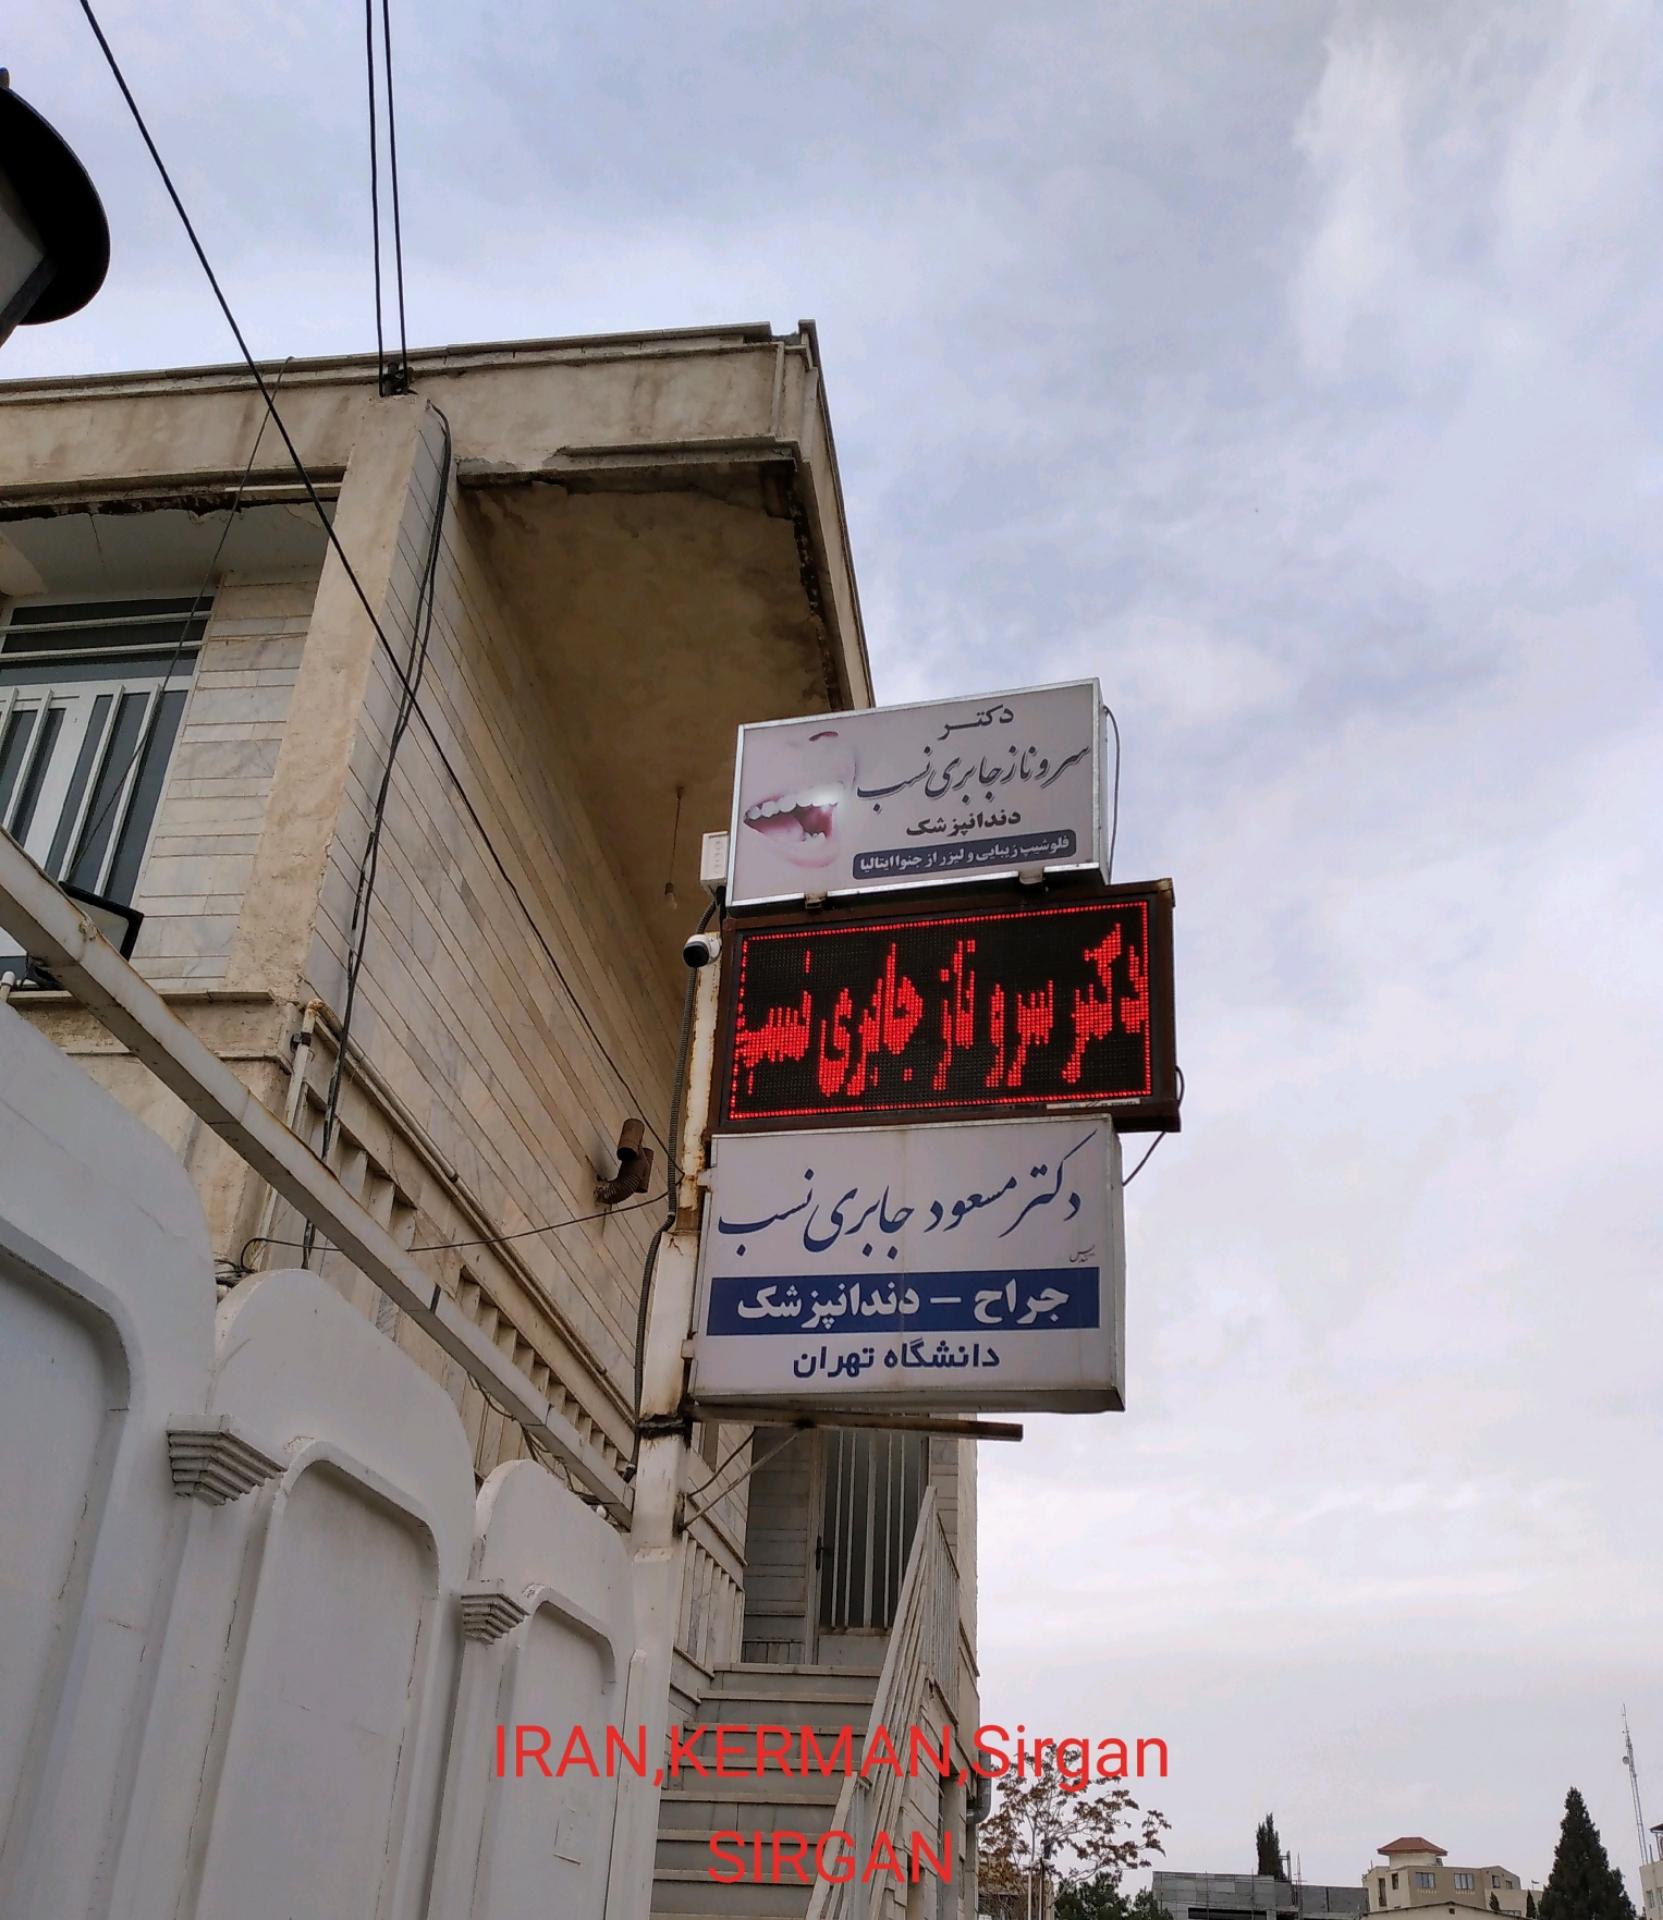 دکتــر
سروناز جابری نسب
دندانپزشک
فلوشیپ زیبایی و لیزر از جنوا ایتالیا
دکتر سروناز جابری نسب
دکتر مسعود جابری نسب
جراح – دندانپزشک
دانشگاه تهران
IRAN,KERMAN,Sirgan
SIRGAN